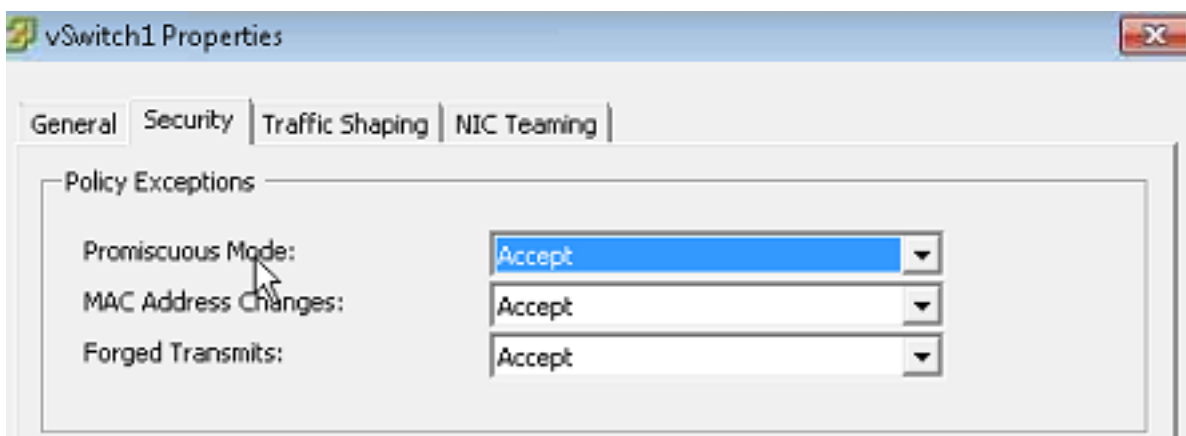 vSwitch1 Properties
General Security Traffic Shaping NIC Teaming
Policy Exceptions
Promiscuous Mode: Accept
MAC Address Changes: Accept
Forged Transmits: Accept